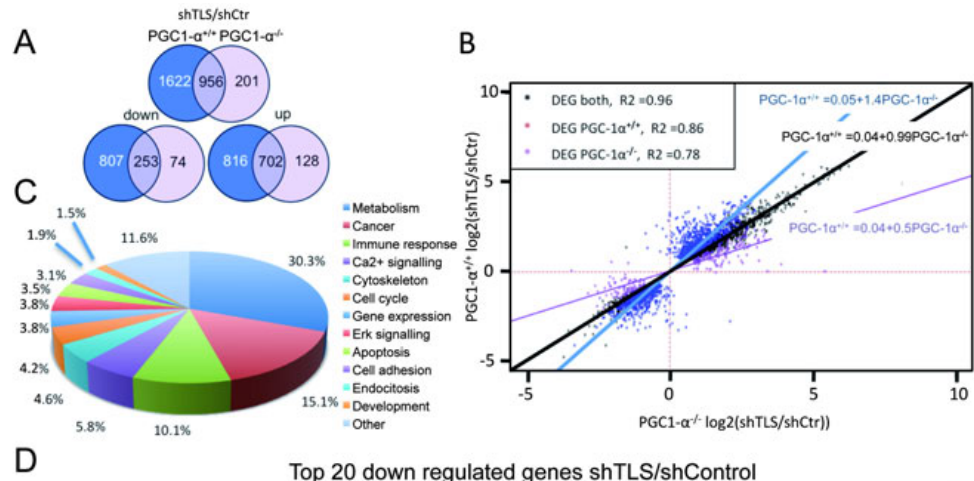 A
shTLS/shCtr
PGC1-α+/+ PGC1-α-/-
1622 956 201
down
807 253 74
up
816 702 128
B
DEG both, R2 =0.96
DEG PGC-1α+/+, R2 =0.86
DEG PGC-1α-/-, R2 =0.78
PGC-1α+/+ =0.05+1.4PGC-1α-/-
PGC-1α+/+ =0.04+0.99PGC-1α-/-
PGC-1α+/+ =0.04+0.5PGC-1α-/-
PGC1-α+/+ log2(shTLS/shCtr)
10
5
0
-5
-5 0 5 10
PGC1-α-/- log2(shTLS/shCtr))
C
30.3%
15.1%
10.1%
5.8%
4.6%
4.2%
3.8%
3.8%
3.5%
3.1%
1.9%
1.5%
11.6%
Metabolism
Cancer
Immune response
Ca2+ signalling
Cytoskeleton
Cell cycle
Gene expression
Erk signalling
Apoptosis
Cell adhesion
Endocitosis
Development
Other
D
Top 20 down regulated genes shTLS/shControl